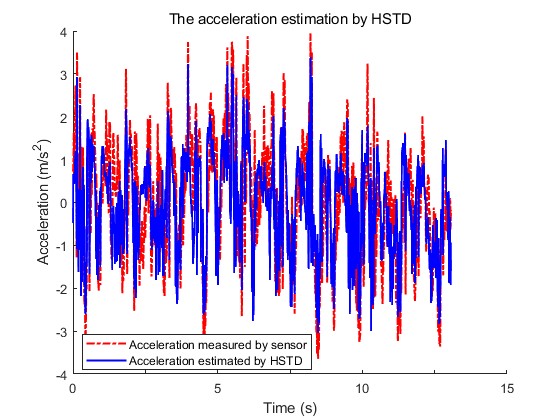 The acceleration estimation by HSTD
4
3
2
1
0
-1
-2
-3
-4
Acceleration (m/s²)
Acceleration measured by sensor
Acceleration estimated by HSTD
0
5
10
15
Time (s)